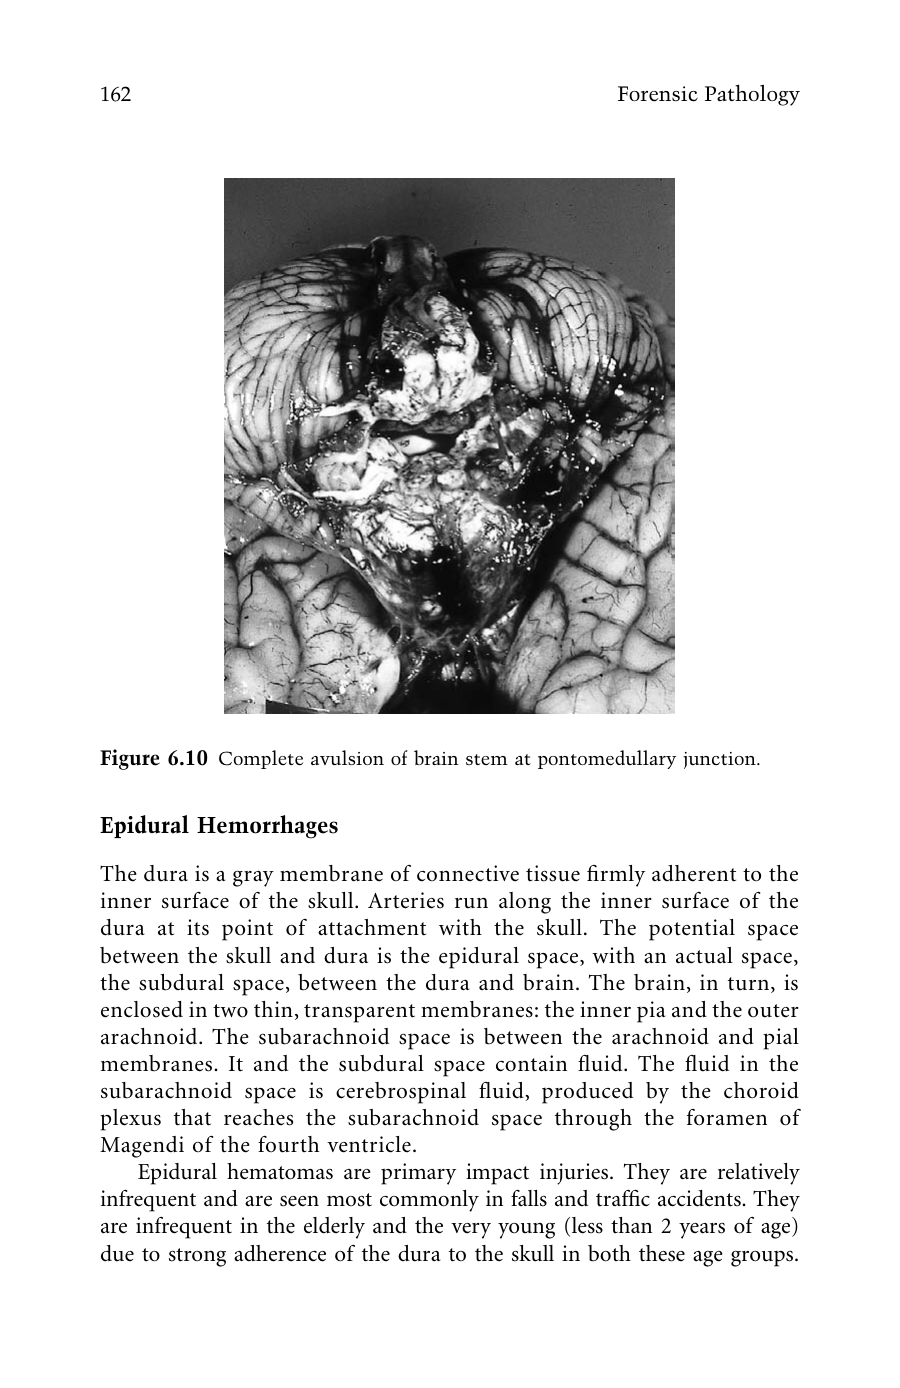 162
Forensic Pathology
Figure 6.10 Complete avulsion of brain stem at pontomedullary junction.
Epidural Hemorrhages
The dura is a gray membrane of connective tissue firmly adherent to the
inner surface of the skull. Arteries run along the inner surface of the
dura at its point of attachment with the skull. The potential space
between the skull and dura is the epidural space, with an actual space,
the subdural space, between the dura and brain. The brain, in turn, is
enclosed in two thin, transparent membranes: the inner pia and the outer
arachnoid. The subarachnoid space is between the arachnoid and pial
membranes. It and the subdural space contain fluid. The fluid in the
subarachnoid space is cerebrospinal fluid, produced by the choroid
plexus that reaches the subarachnoid space through the foramen of
Magendi of the fourth ventricle.
Epidural hematomas are primary impact injuries. They are relatively
infrequent and are seen most commonly in falls and traffic accidents. They
are infrequent in the elderly and the very young (less than 2 years of age)
due to strong adherence of the dura to the skull in both these age groups.